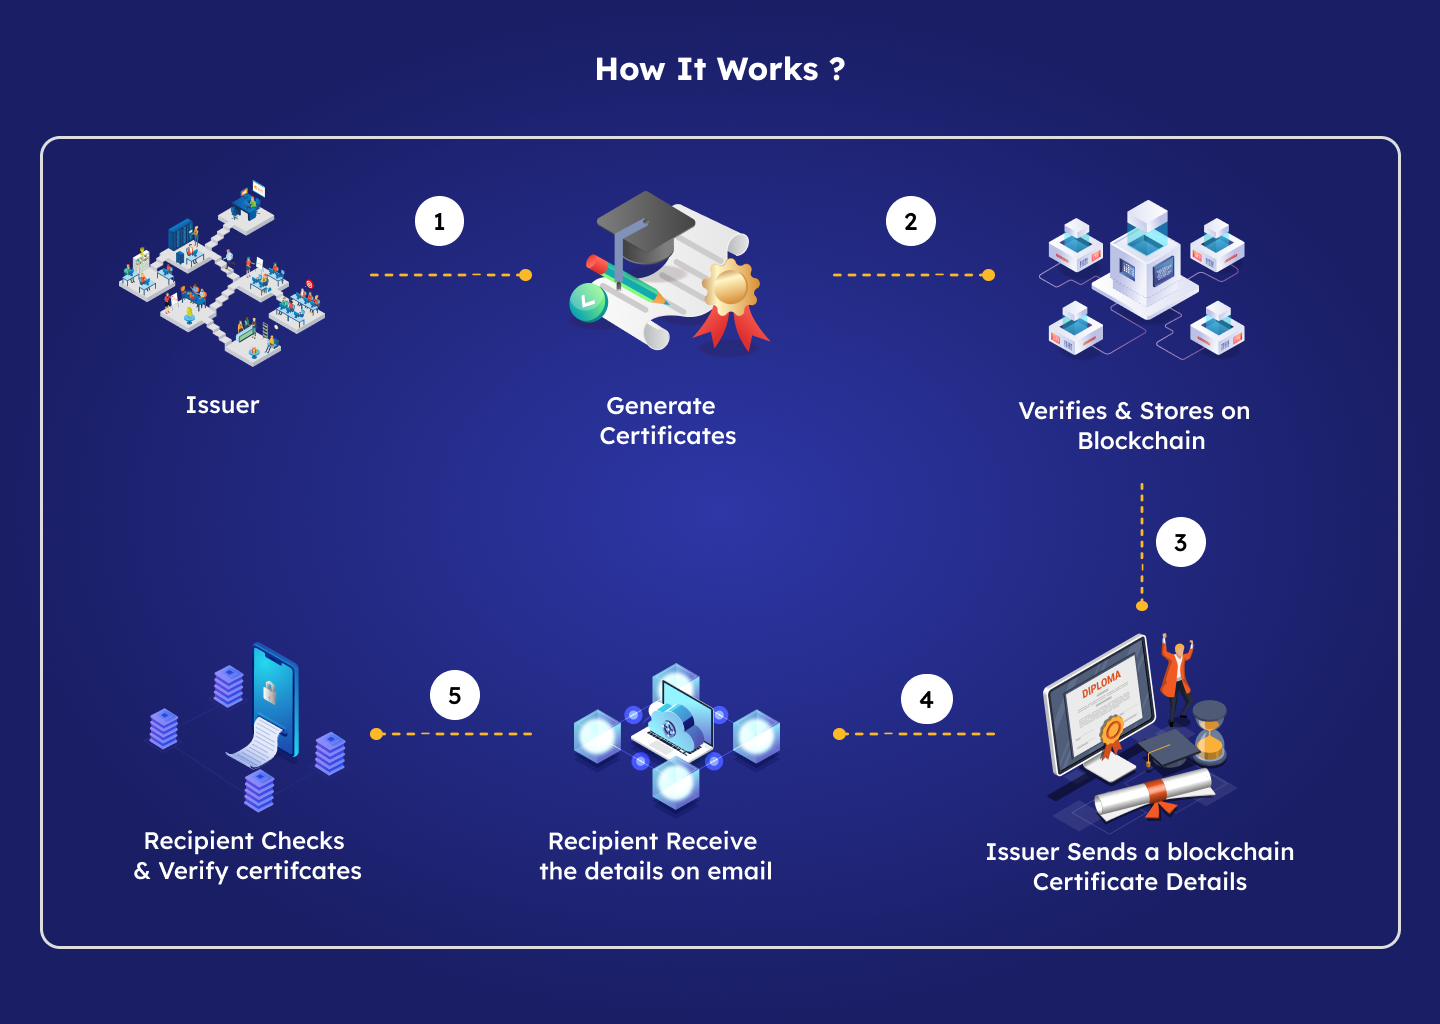 How It Works ?
1
2
Issuer
Generate
Certificates
Verifies & Stores on
Blockchain
3
DIPLOMA
5
4
Recipient Checks
& Verify certifcates
Recipient Receive
the details on email
Issuer Sends a blockchain
Certificate Details